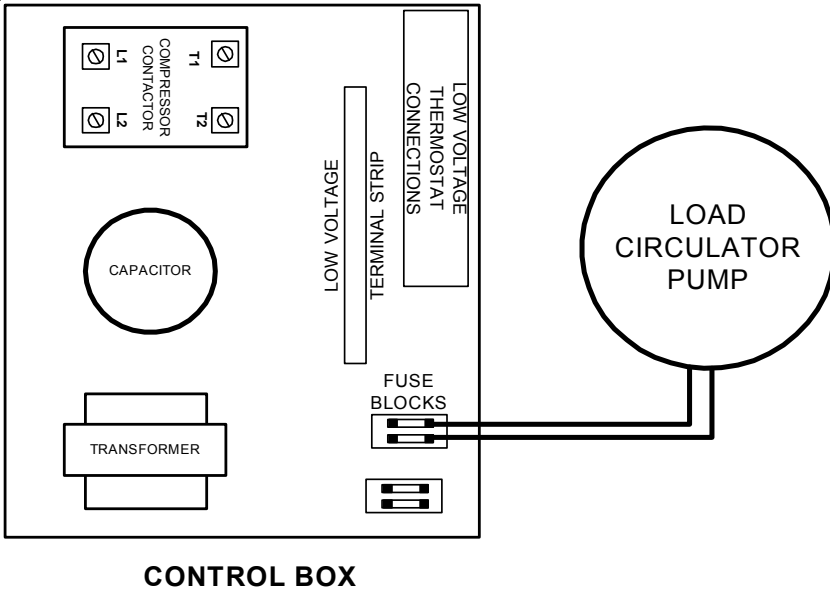 L1
COMPRESSOR
CONTACTOR
T1
L2
T2
LOW VOLTAGE
TERMINAL STRIP
LOW VOLTAGE
THERMOSTAT
CONNECTIONS
CAPACITOR
LOAD
CIRCULATOR
PUMP
FUSE
BLOCKS
TRANSFORMER
CONTROL BOX